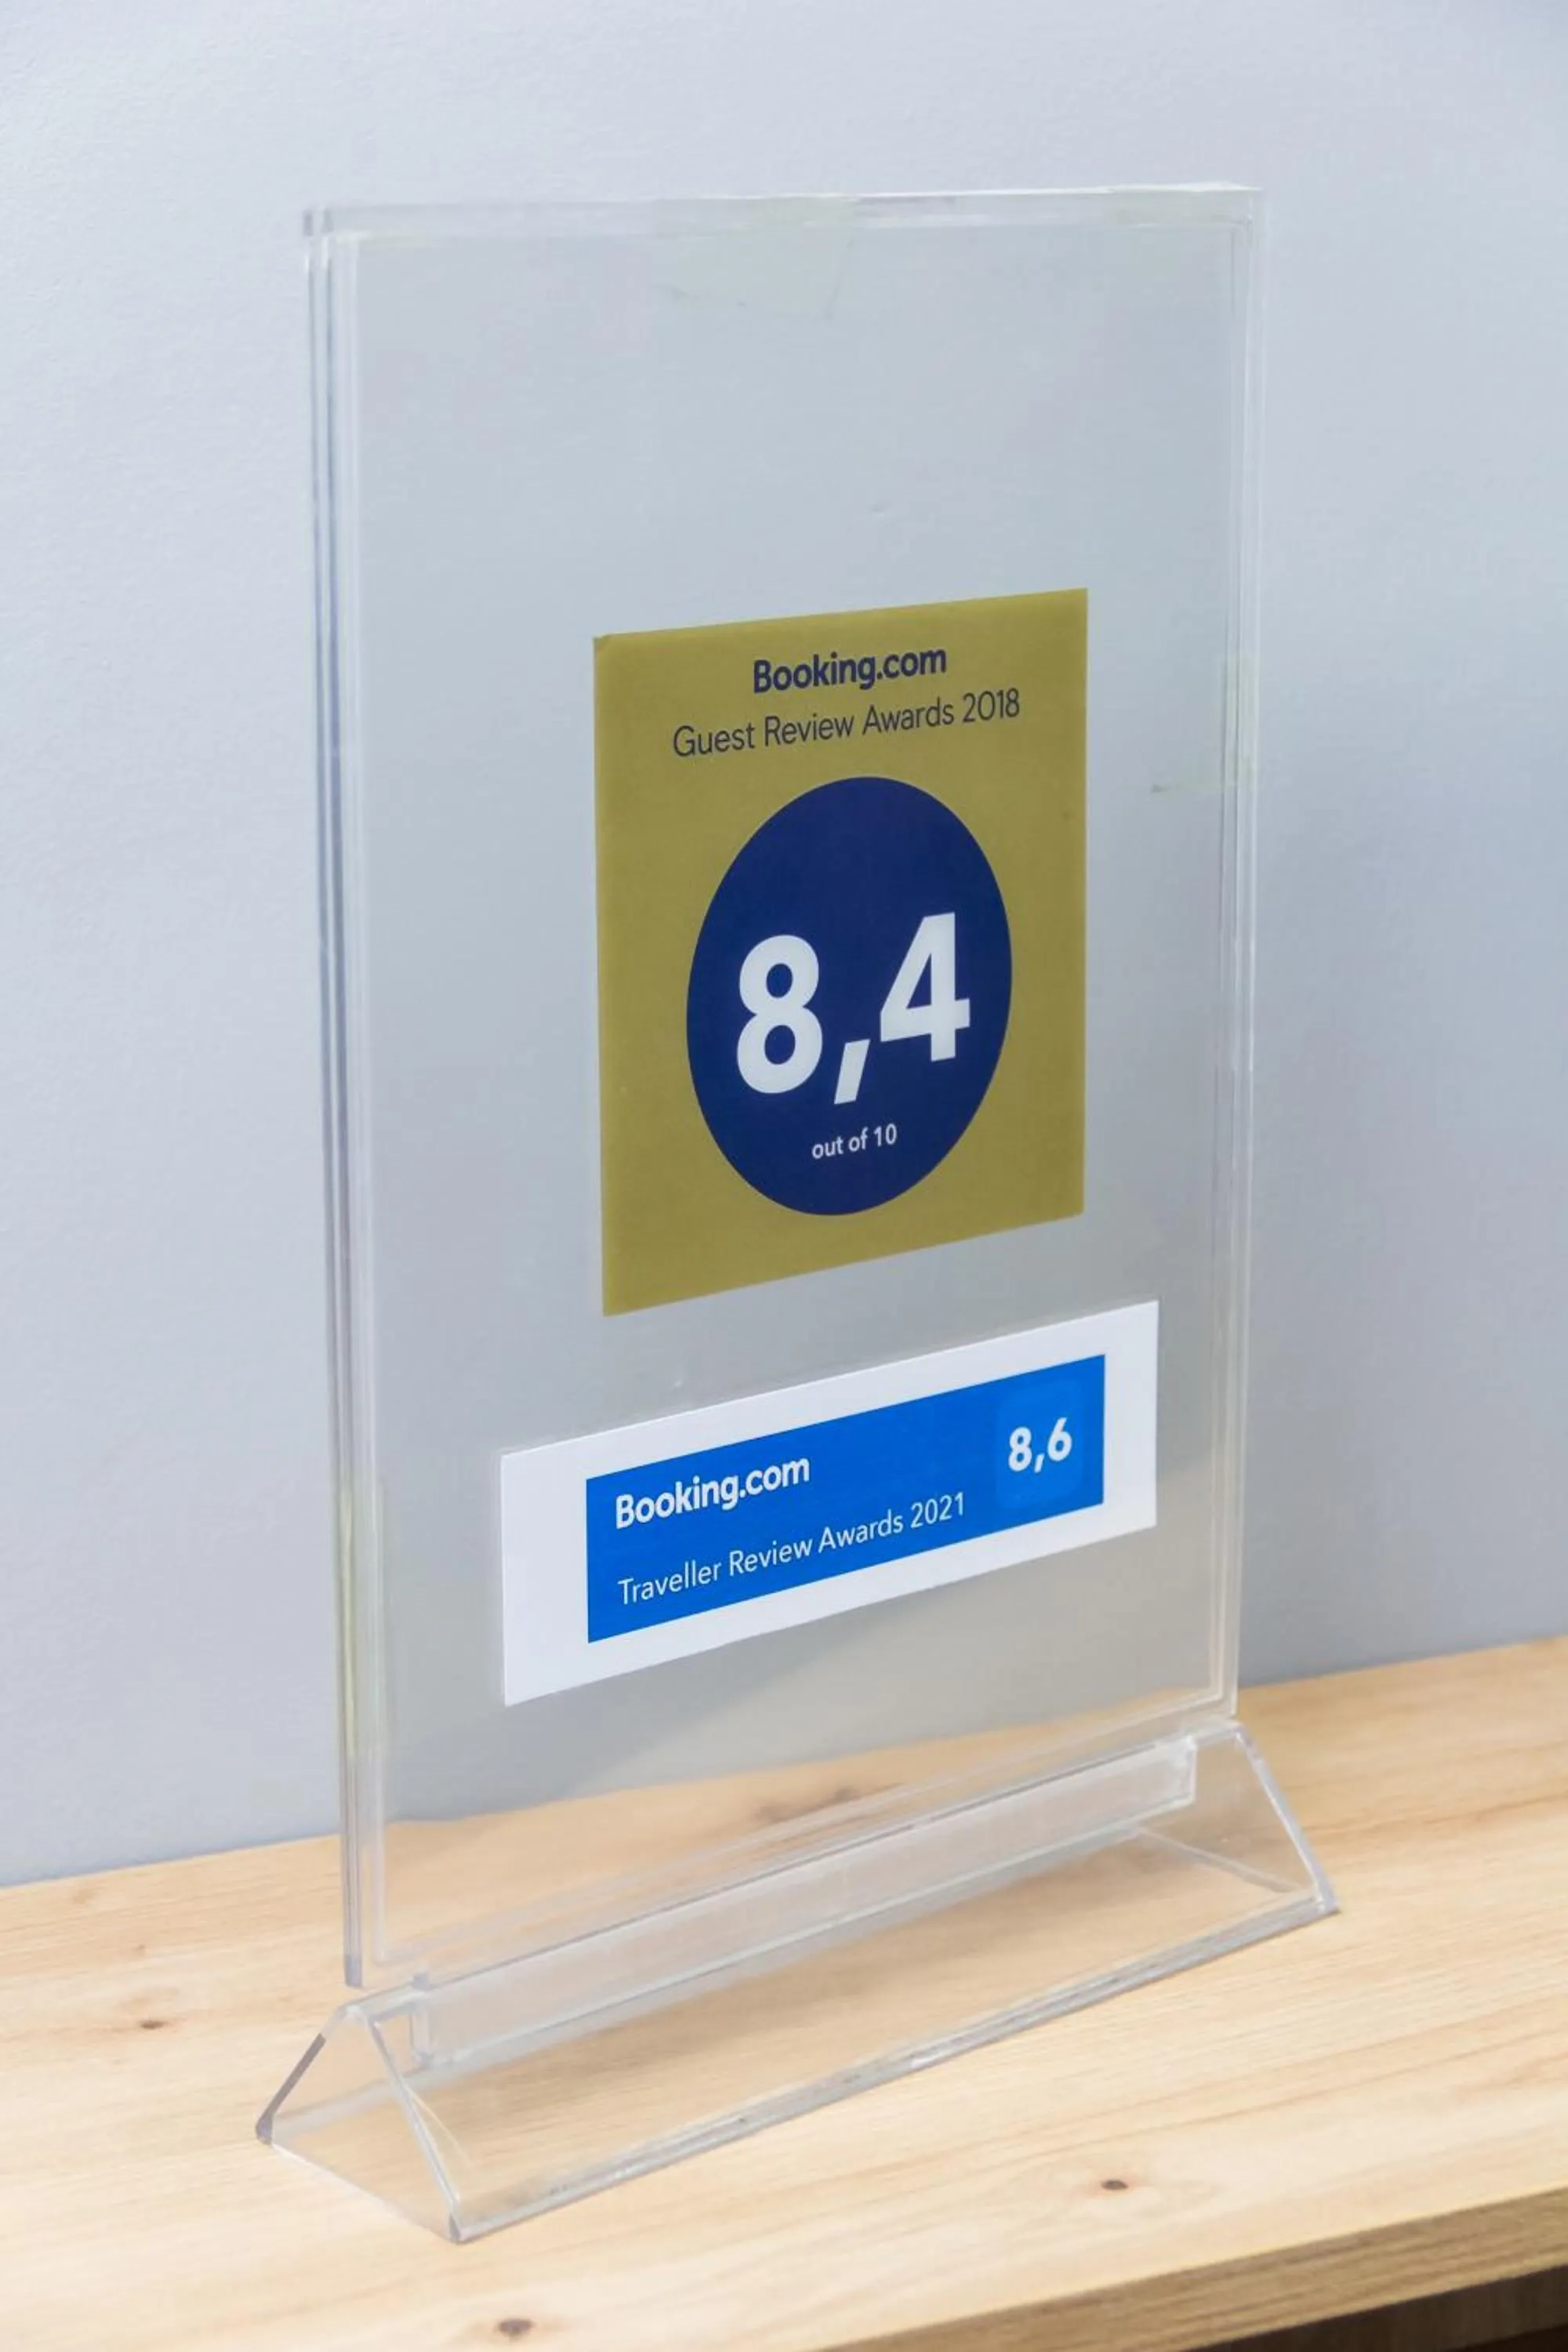 Booking.com
Guest Review Awards 2018
8,4
out of 10
Booking.com
8,6
Traveller Review Awards 2021